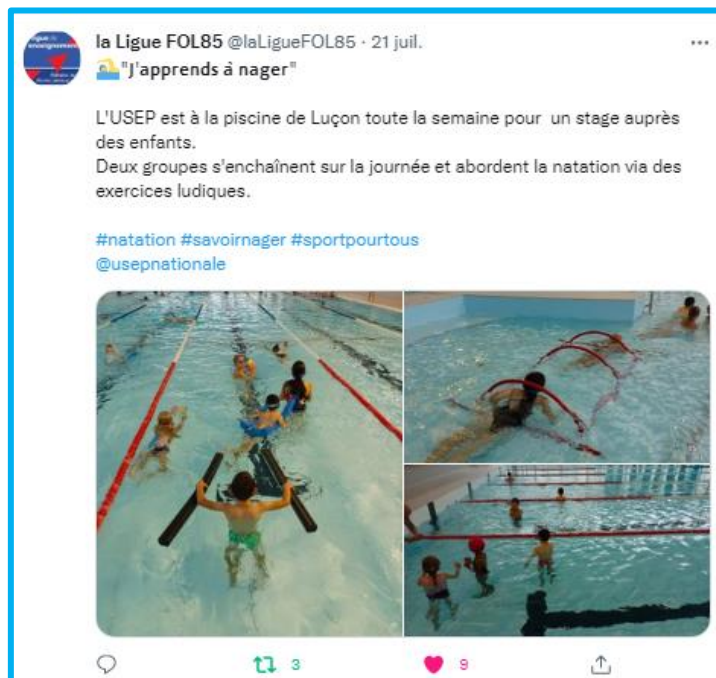 la Ligue FOL85 @laLigueFOL85 · 21 juil.
"J'apprends à nager"
L'USEP est à la piscine de Luçon toute la semaine pour un stage auprès
des enfants.
Deux groupes s'enchaînent sur la journée et abordent la natation via des
exercices ludiques.
#natation #savoirnager #sportpourtous
@usepnationale
3
9